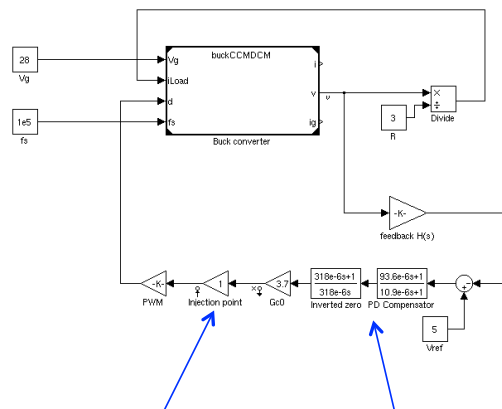 buckCCMDCM
28
Vg
Vg
i
iLoad
v
v
×
÷
d
3
R
Divide
1e5
fs
fs
ig
Buck converter
-K-
feedback H(s)
-K-
PWM
1
Injection point
3.7
Gc0
318e-6s+1
318e-6s
Inverted zero
93.6e-6s+1
10.9e-6s+1
PD Compensator
5
Vref